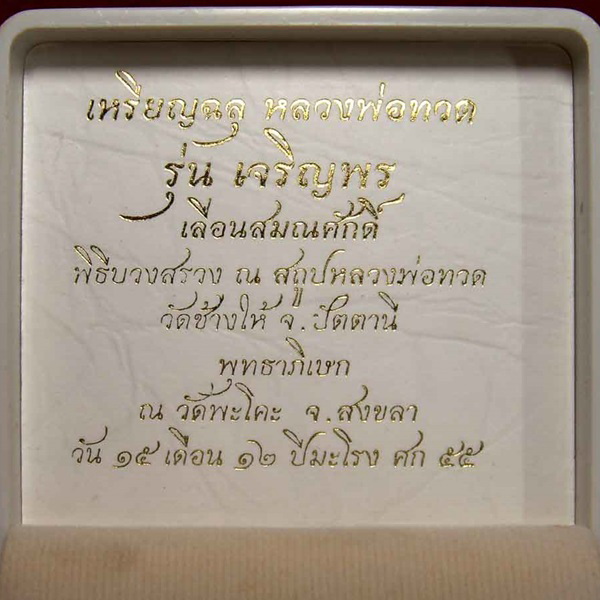 เหรียญฉลุ หลวงพ่อทวด
รุ่น เจริญพร
เลื่อนสมณศักดิ์
พิธีบวงสรวง ณ สถูปหลวงพ่อทวด
วัดช้างให้ จ.ปัตตานี
พุทธาภิเษก
ณ วัดพะโคะ จ.สงขลา
วัน ๑๕ เดือน ๑๒ ปีมะโรง ศก ๕๕